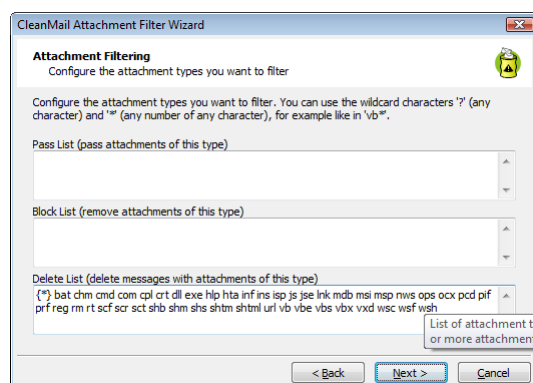 CleanMail Attachment Filter Wizard
Attachment Filtering
Configure the attachment types you want to filter
Configure the attachment types you want to filter. You can use the wildcard characters '?' (any
character) and '*' (any number of any character), for example like in 'vb*'.
Pass List (pass attachments of this type)
Block List (remove attachments of this type)
Delete List (delete messages with attachments of this type)
{*} bat chm cmd com cpl crt dll exe hlp hta inf ins isp js jse lnk mdb msi msp nws ops ocx pcd pif
prf reg rm rt scf scr sct shb shm shs shtm shtml url vb vbe vbs vbx vxd wsc wsf wsh
List of attachment t
or more attachmen
< Back
Next >
Cancel